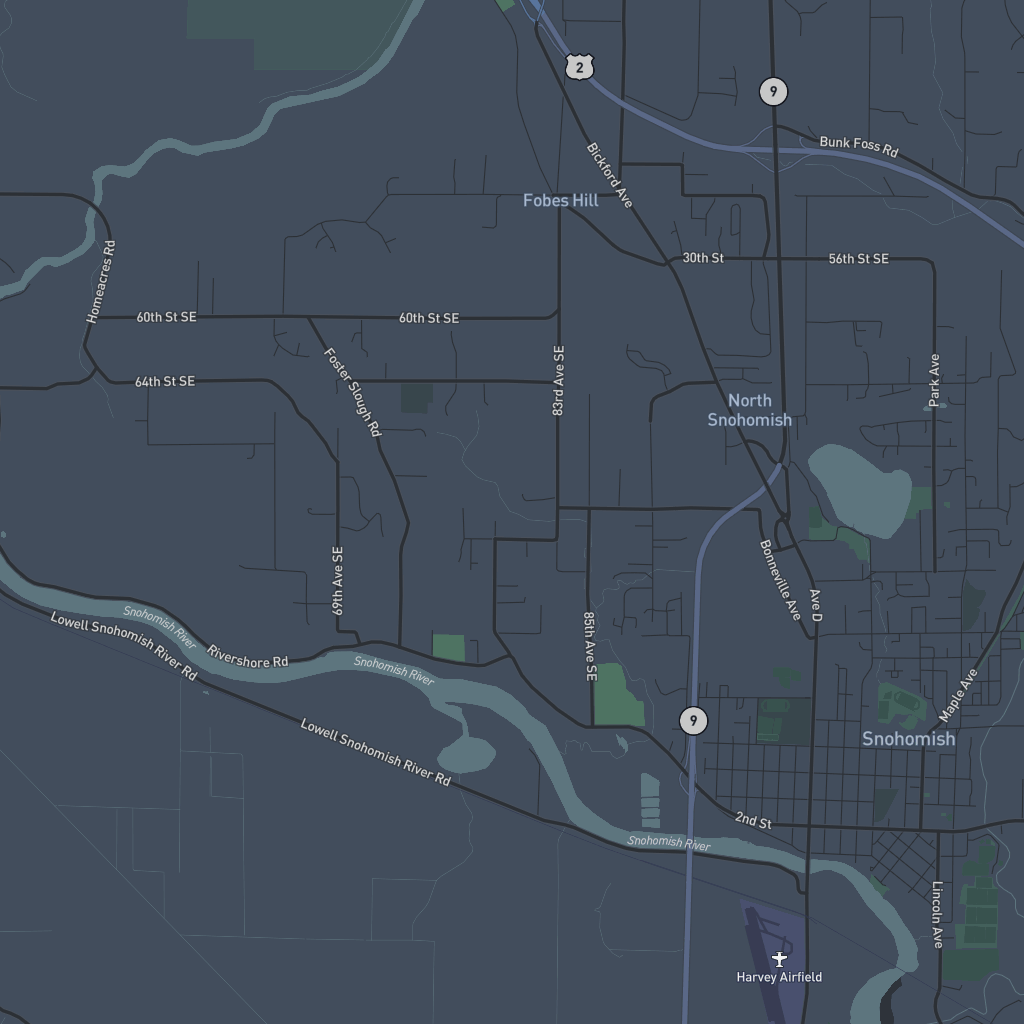 2
9
Bunk Foss Rd
Bickford Ave
Fobes Hill
30th St
56th St SE
Homeacres Rd
60th St SE
60th St SE
Foster Slough Rd
64th St SE
83rd Ave SE
Park Ave
North
Snohomish
Bonneville Ave
Ave D
69th Ave SE
85th Ave SE
Snohomish River
Lowell Snohomish River Rd
Rivershore Rd
Snohomish River
Maple Ave
9
Snohomish
Lowell Snohomish River Rd
2nd St
Snohomish River
Lincoln Ave
Harvey Airfield